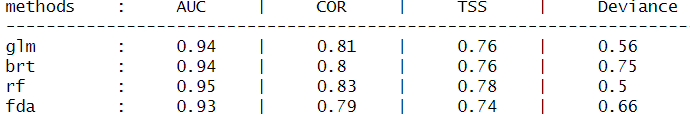 methods : AUC | COR | TSS | Deviance
-------------------------------------------------------------------------
glm : 0.94 | 0.81 | 0.76 | 0.56
brt : 0.94 | 0.8 | 0.76 | 0.75
rf : 0.95 | 0.83 | 0.78 | 0.5
fda : 0.93 | 0.79 | 0.74 | 0.66